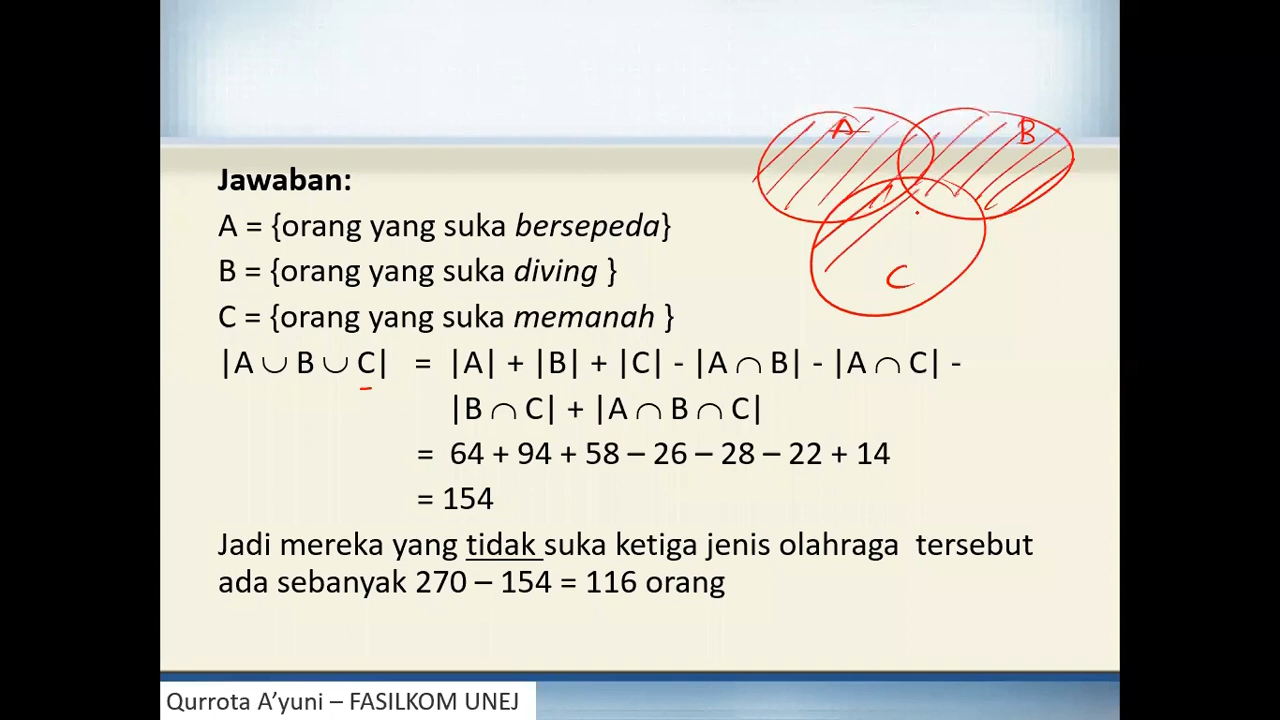 A
B
C
Jawaban:
A = {orang yang suka bersepeda}
B = {orang yang suka diving }
C = {orang yang suka memanah }
|A ∪ B ∪ C| = |A| + |B| + |C| - |A ∩ B| - |A ∩ C| -
|B ∩ C| + |A ∩ B ∩ C|
= 64 + 94 + 58 – 26 – 28 – 22 + 14
= 154
Jadi mereka yang tidak suka ketiga jenis olahraga tersebut
ada sebanyak 270 – 154 = 116 orang
Qurrota A’yuni – FASILKOM UNEJ